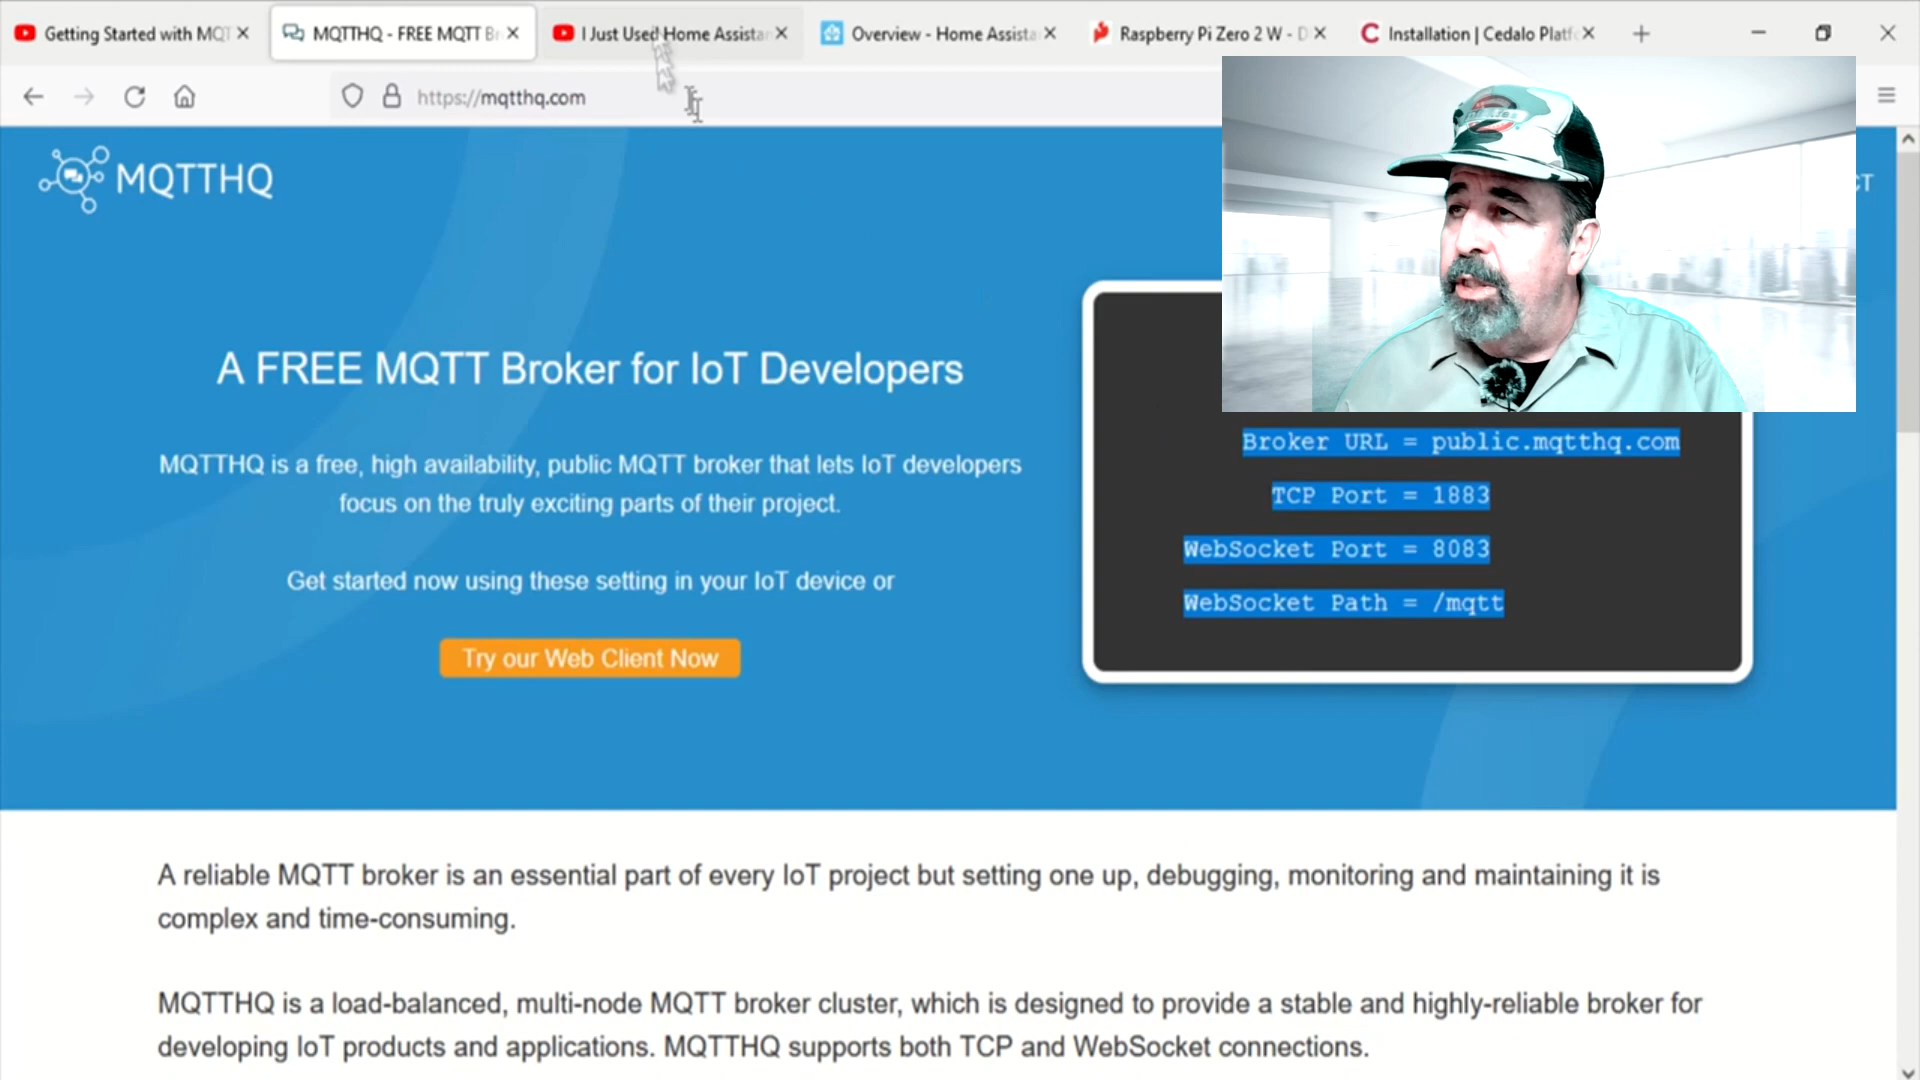 Getting Started with MQT
MQTTHQ - FREE MQTT Br
I Just Used Home Assistan
Overview - Home Assista
Raspberry Pi Zero 2 W - D
Installation | Cedalo Platf
https://mqtthq.com
MQTTHQ
CT
A FREE MQTT Broker for IoT Developers
MQTTHQ is a free, high availability, public MQTT broker that lets IoT developers
focus on the truly exciting parts of their project.
Get started now using these setting in your IoT device or
Try our Web Client Now
Broker URL = public.mqtthq.com
TCP Port = 1883
WebSocket Port = 8083
WebSocket Path = /mqtt
A reliable MQTT broker is an essential part of every IoT project but setting one up, debugging, monitoring and maintaining it is
complex and time-consuming.
MQTTHQ is a load-balanced, multi-node MQTT broker cluster, which is designed to provide a stable and highly-reliable broker for
developing IoT products and applications. MQTTHQ supports both TCP and WebSocket connections.